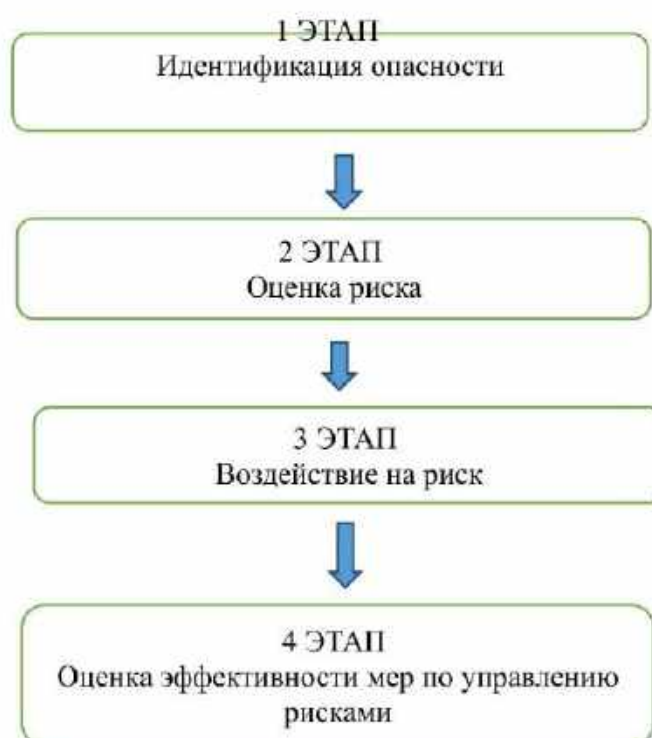 1 ЭТАП
Идентификация опасности
2 ЭТАП
Оценка риска
3 ЭТАП
Воздействие на риск
4 ЭТАП
Оценка эффективности мер по управлению
рисками